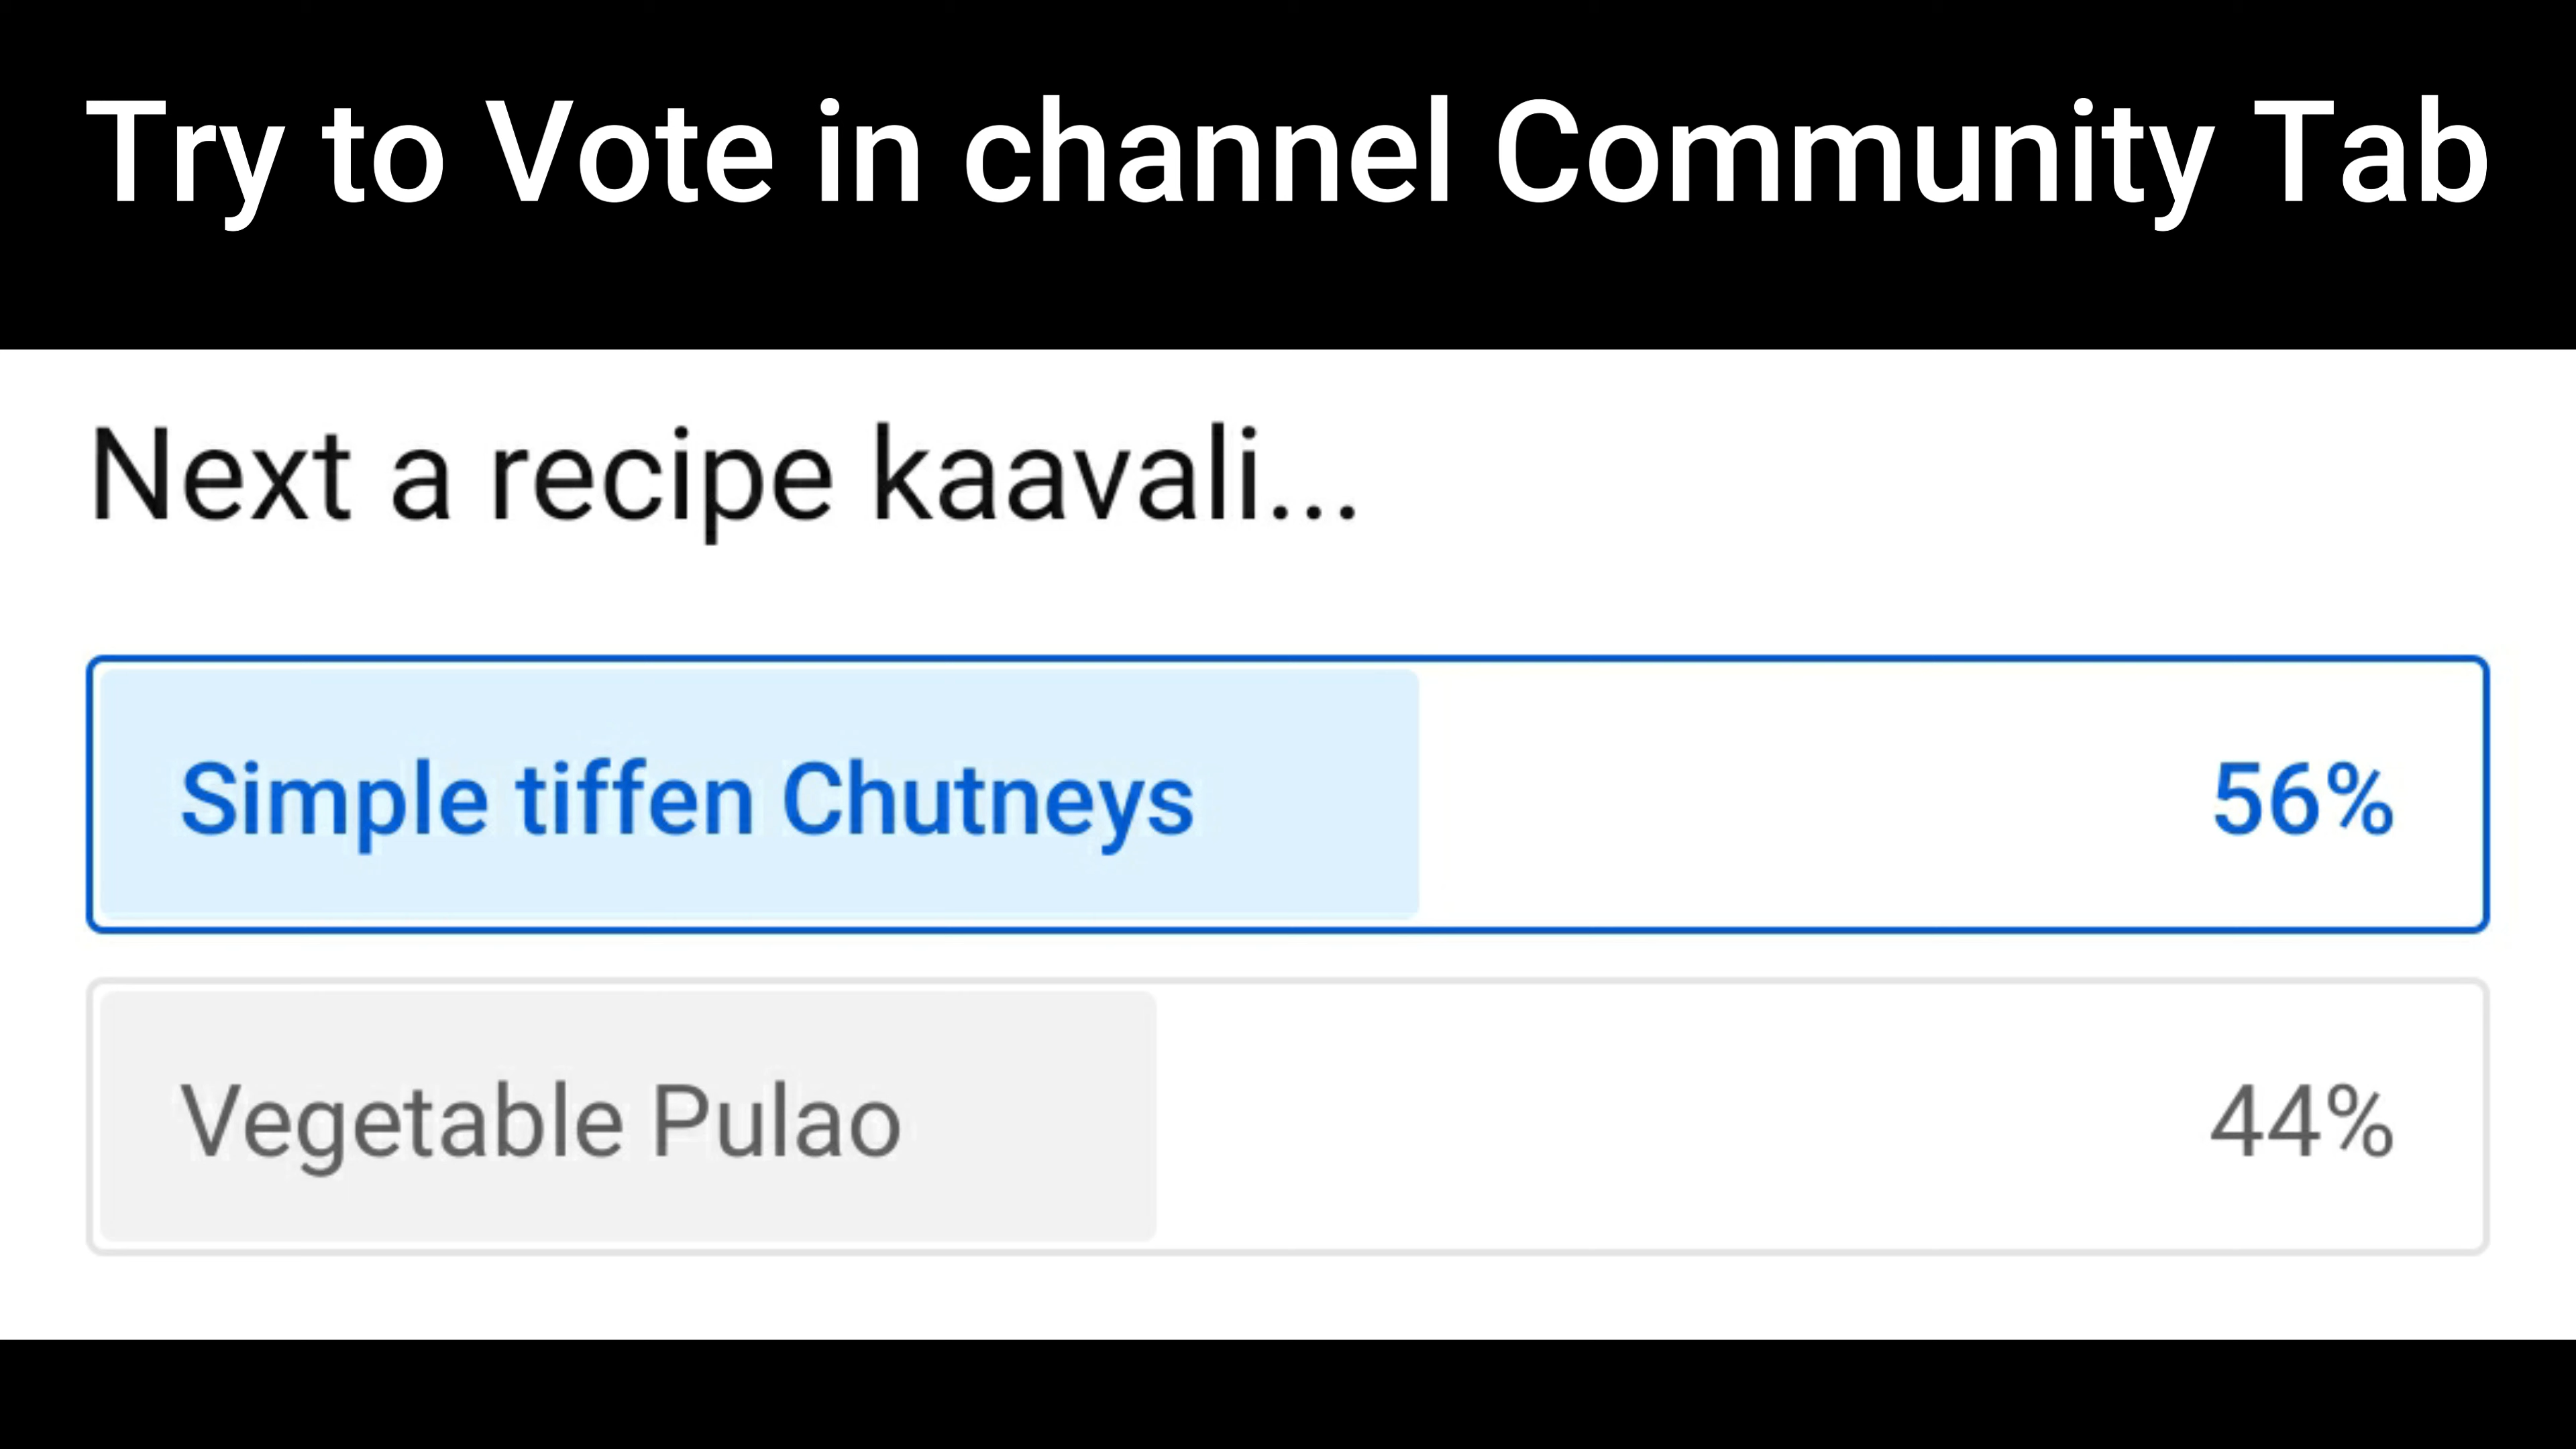 Try to Vote in channel Community Tab
Next a recipe kaavali...
Simple tiffen Chutneys 56%
Vegetable Pulao 44%